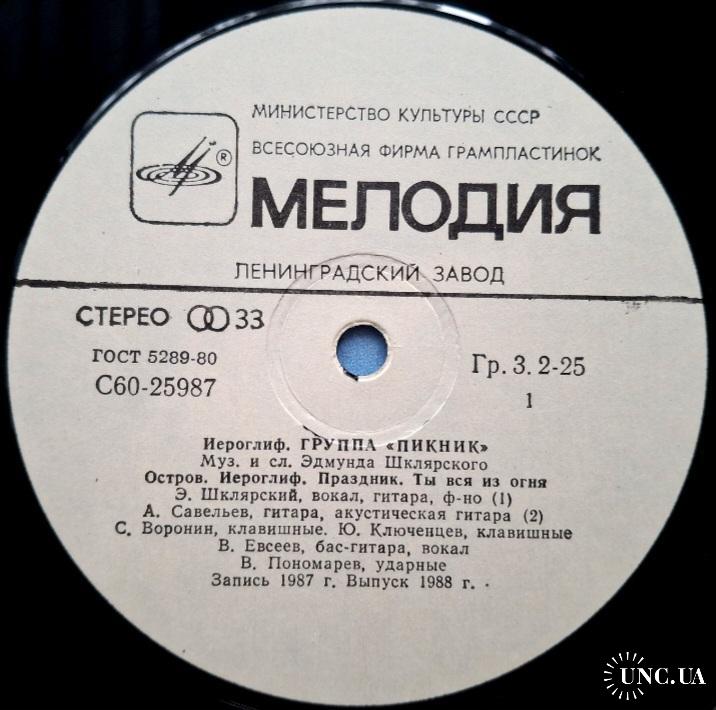 МИНИСТЕРСТВО КУЛЬТУРЫ СССР
ВСЕСОЮЗНАЯ ФИРМА ГРАМПЛАСТИНОК
®
МЕЛОДИЯ
ЛЕНИНГРАДСКИЙ ЗАВОД
СТЕРЕО 33
ГОСТ 5289-80
С60-25987
Гр. 3. 2-25
1
Иероглиф. ГРУППА «ПИКНИК»
Муз. и сл. Эдмунда Шклярского
Остров. Иероглиф. Праздник. Ты вся из огня
Э. Шклярский, вокал, гитара, ф-но (1)
А. Савельев, гитара, акустическая гитара (2)
С. Воронин, клавишные. Ю. Ключенцев, клавишные
В. Евсеев, бас-гитара, вокал
В. Пономарев, ударные
Запись 1987 г. Выпуск 1988 г.
UNC.UA